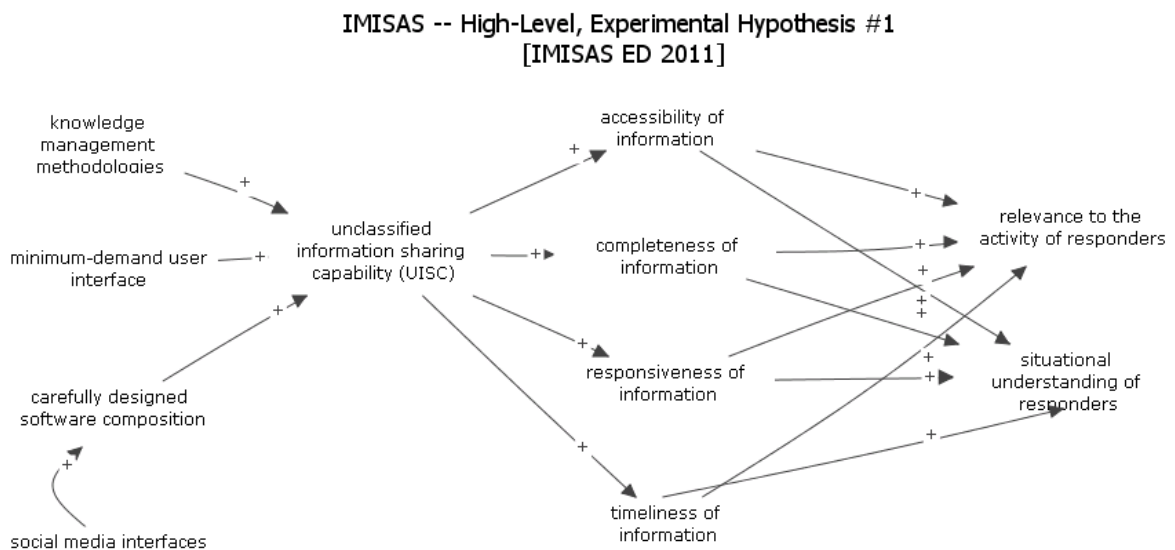 IMISAS -- High-Level, Experimental Hypothesis #1
[IMISAS ED 2011]
knowledge
management
methodologies
+
minimum-demand user
interface
+
carefully designed
software composition
+
+
social media interfaces
unclassified
information sharing
capability (UISC)
+
+
+
+
accessibility of
information
completeness of
information
responsiveness of
information
timeliness of
information
+
+
+
+
+
+
+
+
relevance to the
activity of responders
situational
understanding of
responders